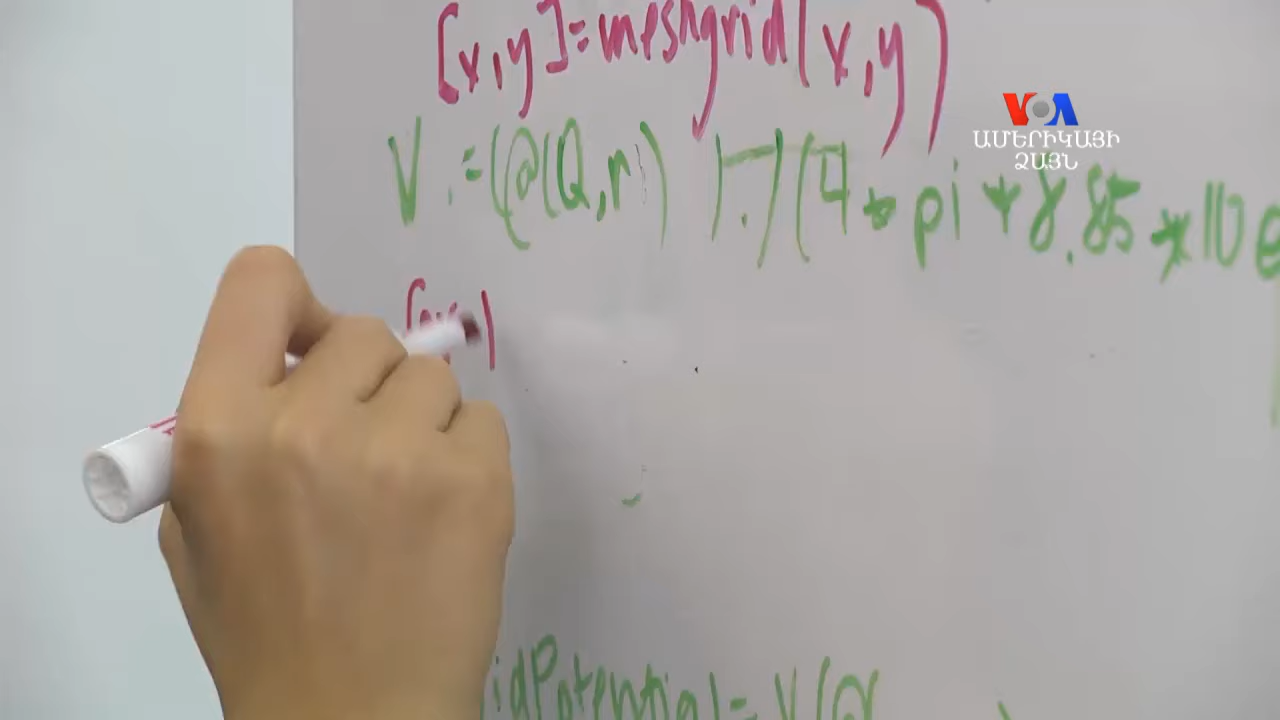 [x,y]=meshgrid(x,y)
VOA
ԱՄԵՐԻԿԱՅԻ
ՁԱՅՆ
V.=(@(Q,r) ).)/(4*pi*8.85*10e
idPotential=V(@